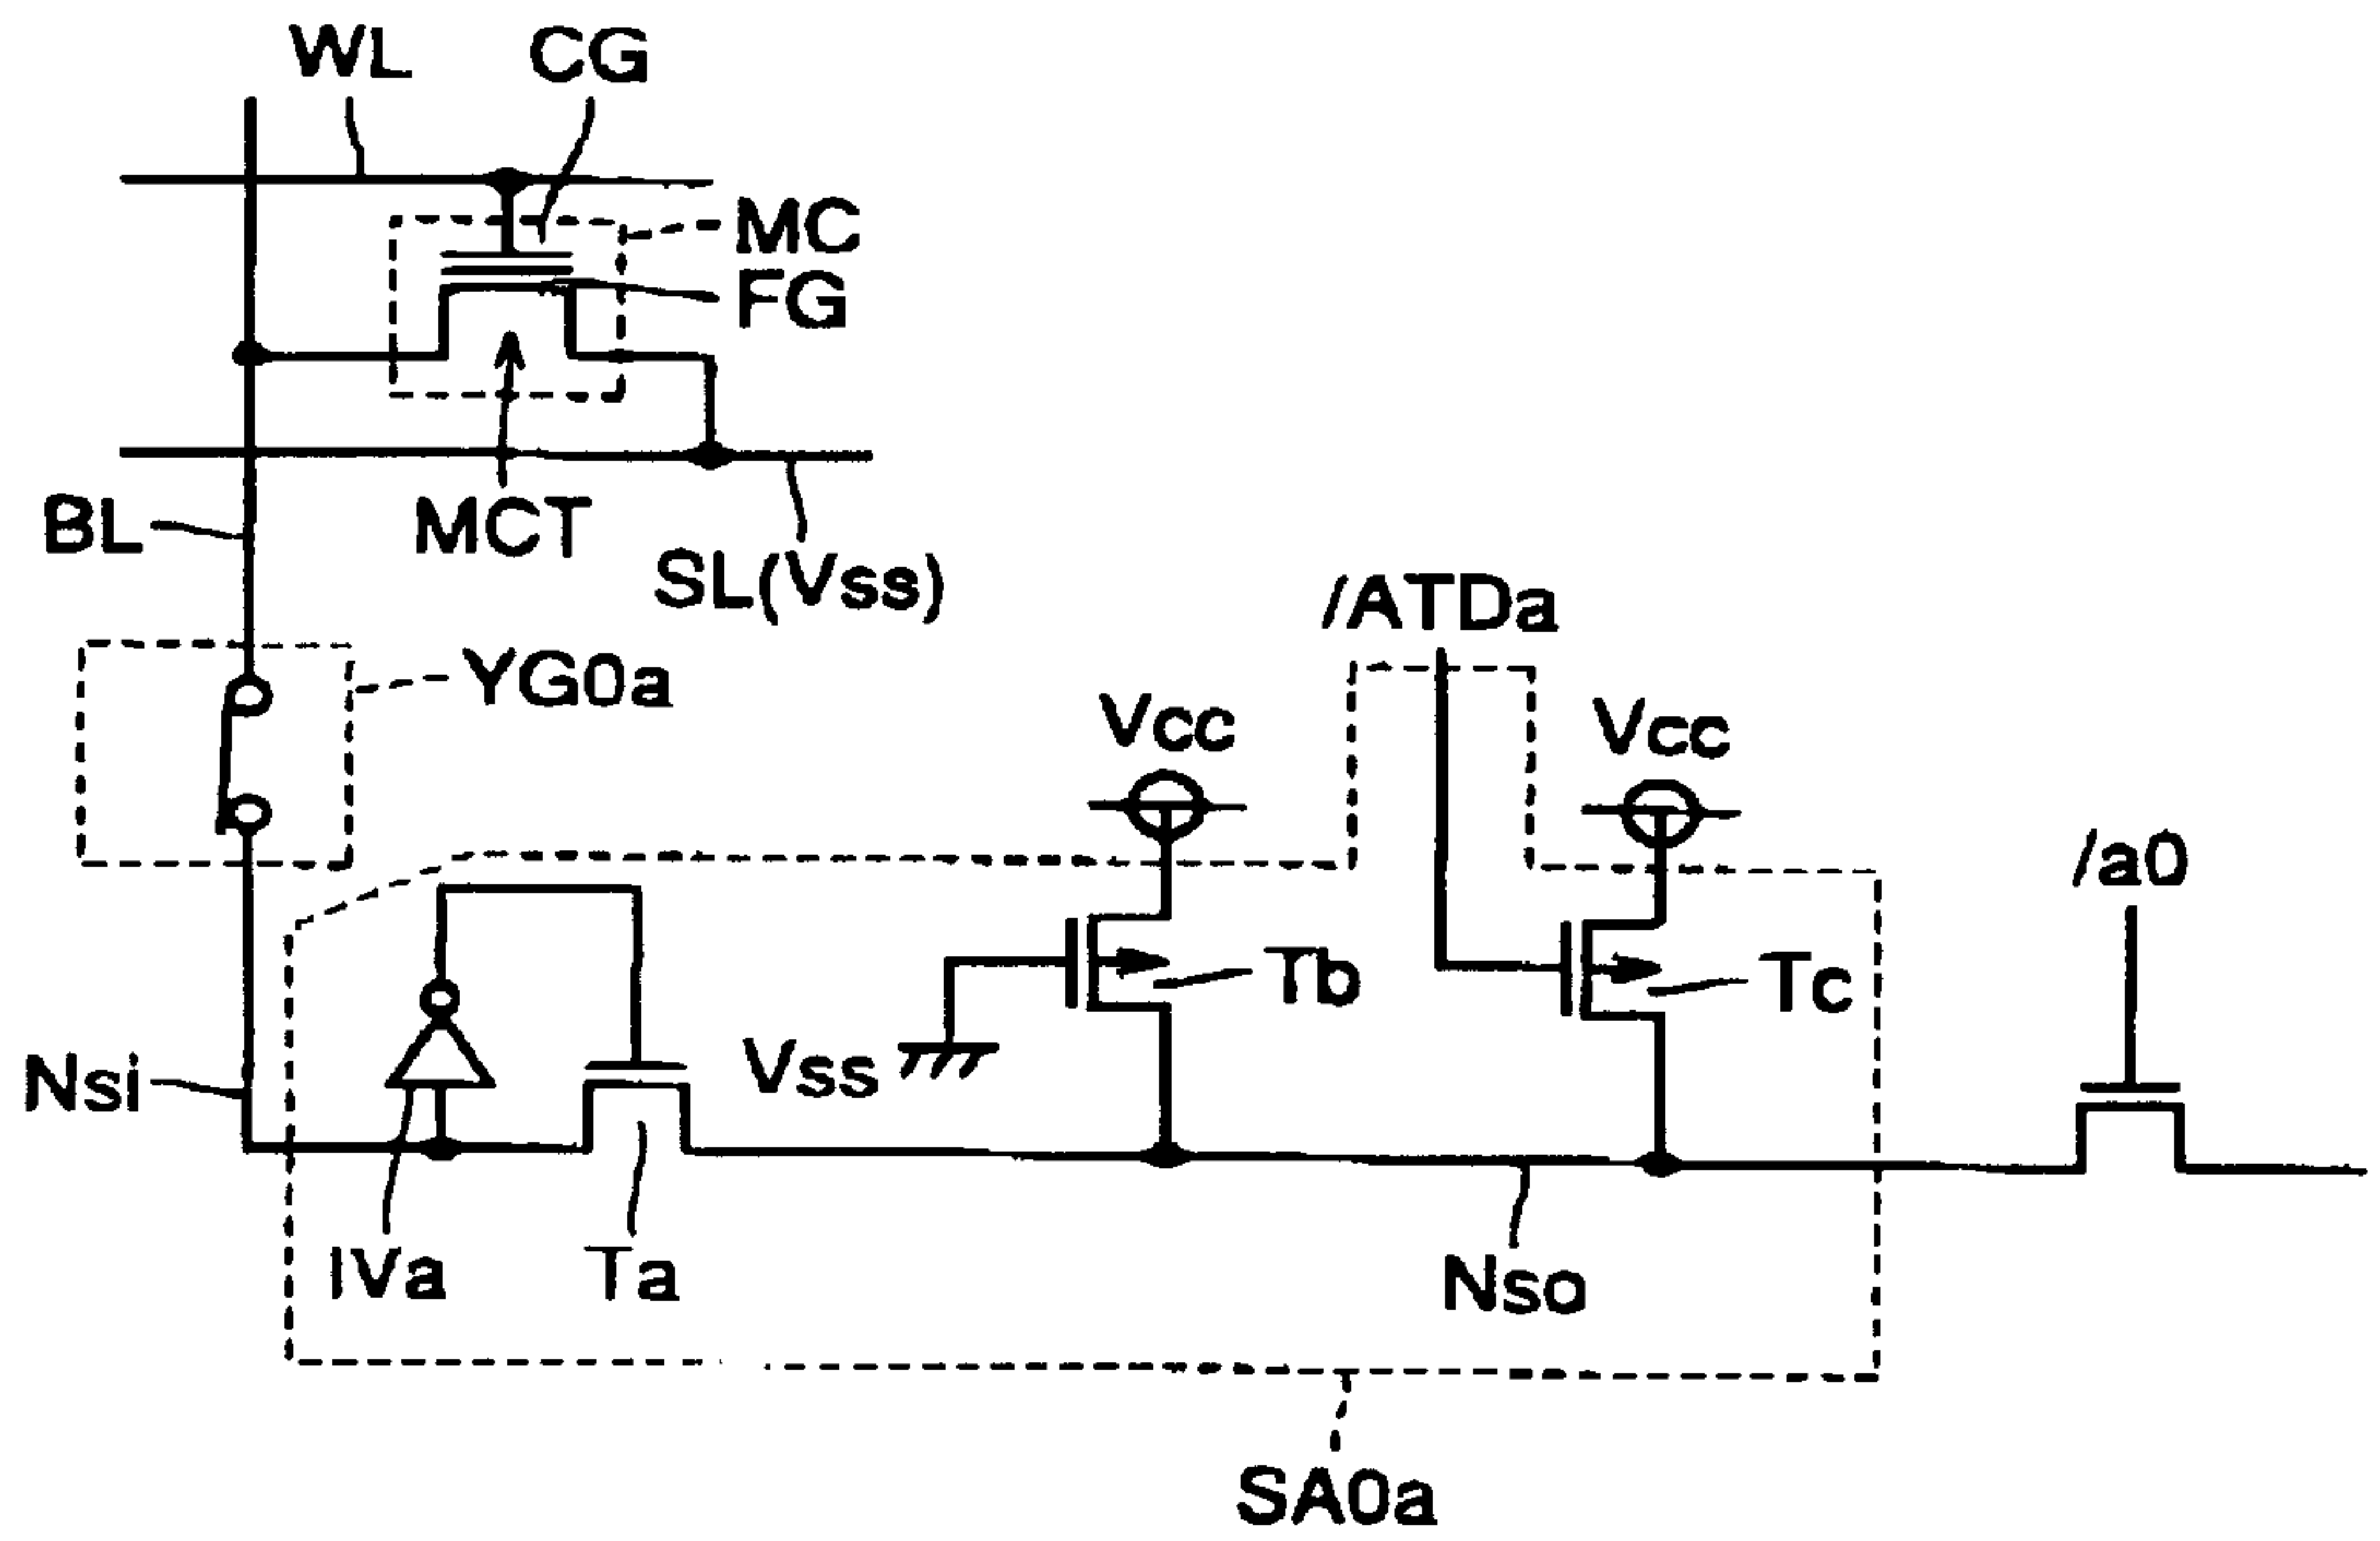 WL
CG
MC
FG
BL
MCT
SL(Vss)
/ATDa
YG0a
Vcc
Vcc
/a0
Tb
Tc
Vss
Nsi
IVa
Ta
Nso
SA0a